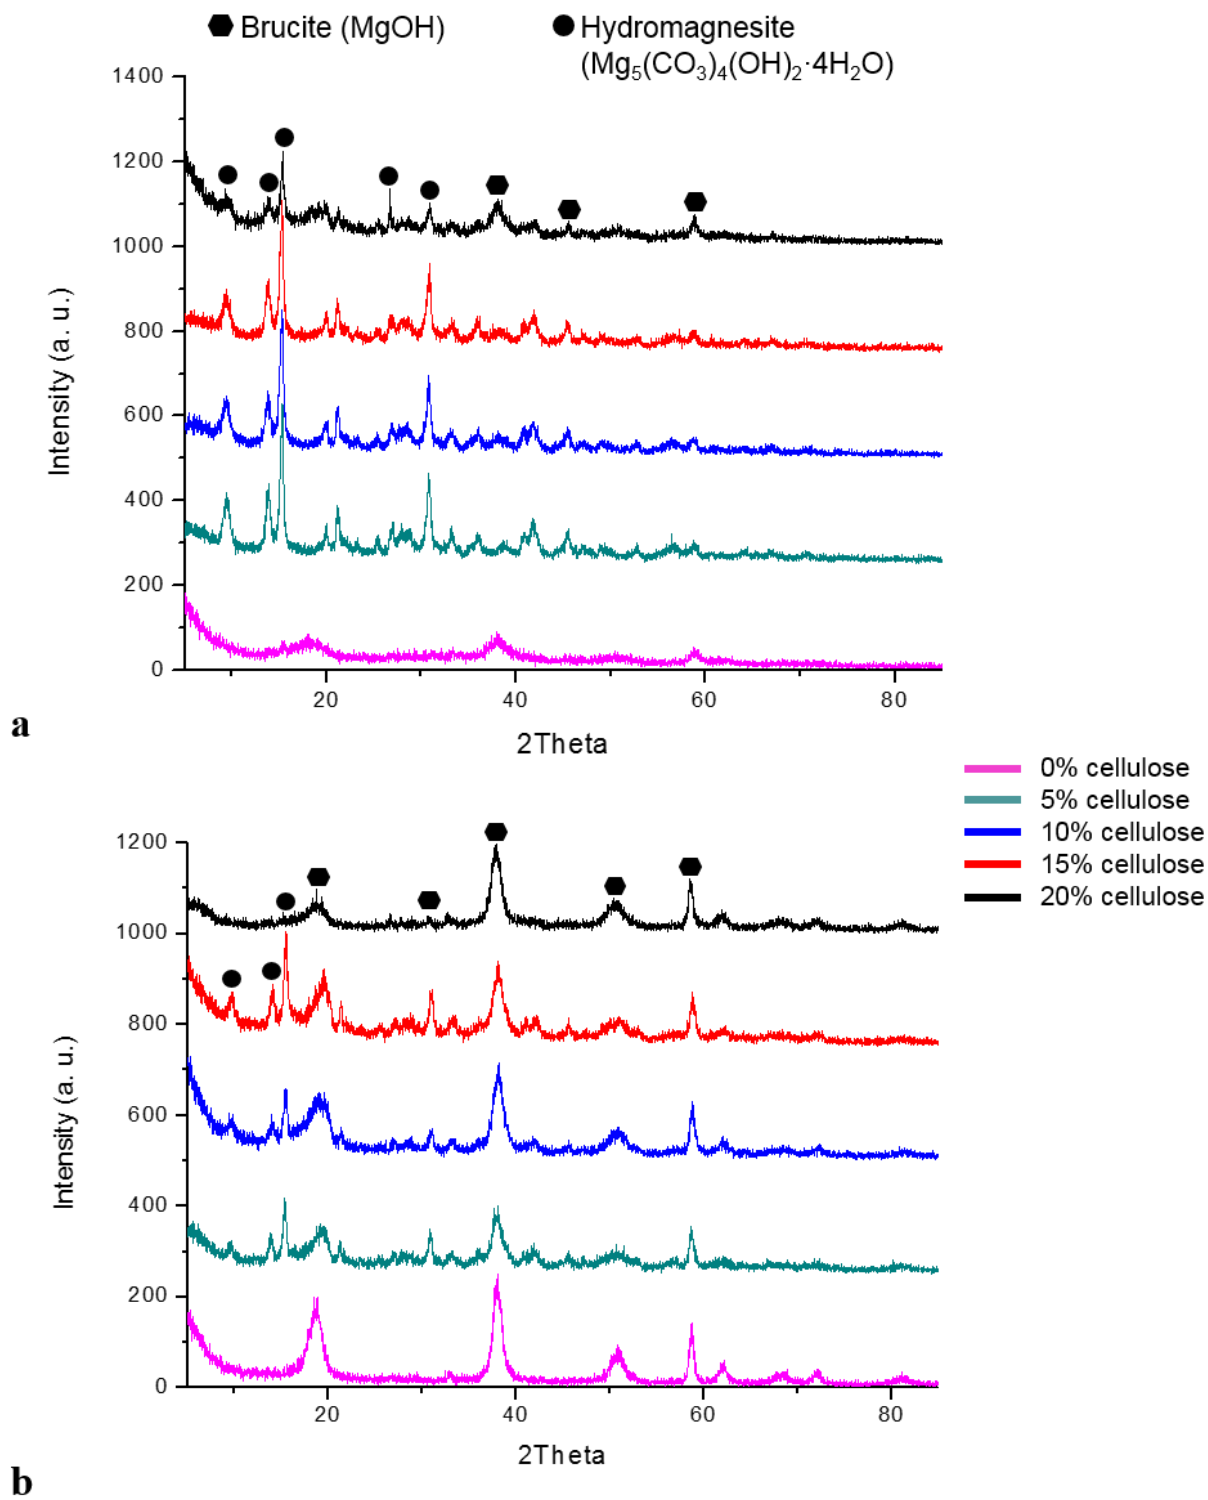 Brucite (MgOH)
Hydromagnesite
(Mg₅(CO₃)₄(OH)₂·4H₂O)
1400
1200
1000
800
600
400
200
0
Intensity (a. u.)
20 40 60 80
2Theta
a
0% cellulose
5% cellulose
10% cellulose
15% cellulose
20% cellulose
1200
1000
800
600
400
200
0
Intensity (a. u.)
20 40 60 80
2Theta
b